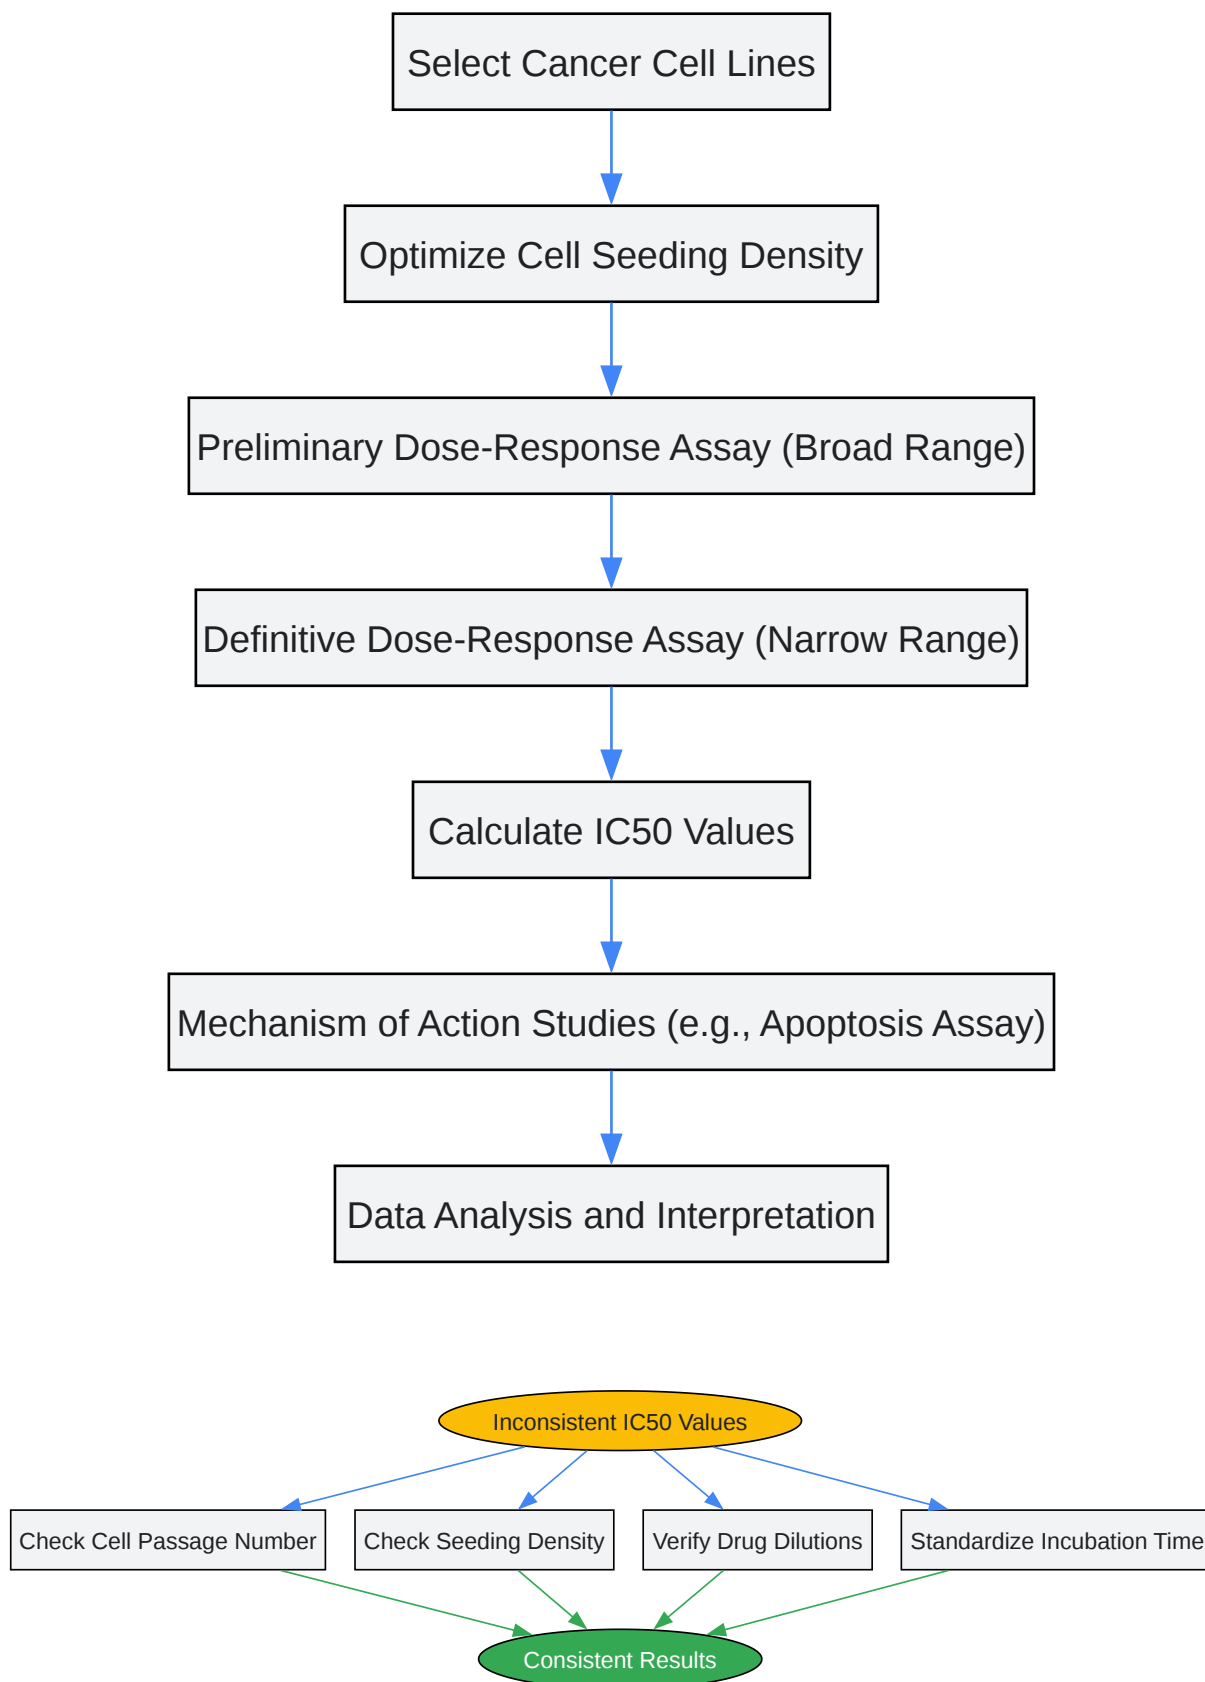 Select Cancer Cell Lines
Optimize Cell Seeding Density
Preliminary Dose-Response Assay (Broad Range)
Definitive Dose-Response Assay (Narrow Range)
Calculate IC50 Values
Mechanism of Action Studies (e.g., Apoptosis Assay)
Data Analysis and Interpretation
Inconsistent IC50 Values
Check Cell Passage Number
Check Seeding Density
Verify Drug Dilutions
Standardize Incubation Time
Consistent Results